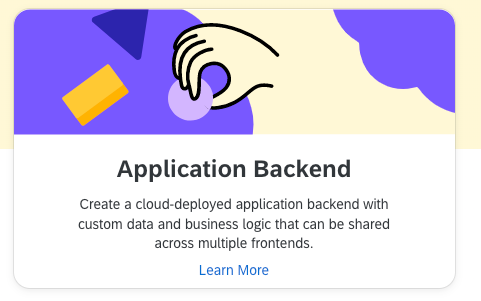 Application Backend
Create a cloud-deployed application backend with
custom data and business logic that can be shared
across multiple frontends.
Learn More